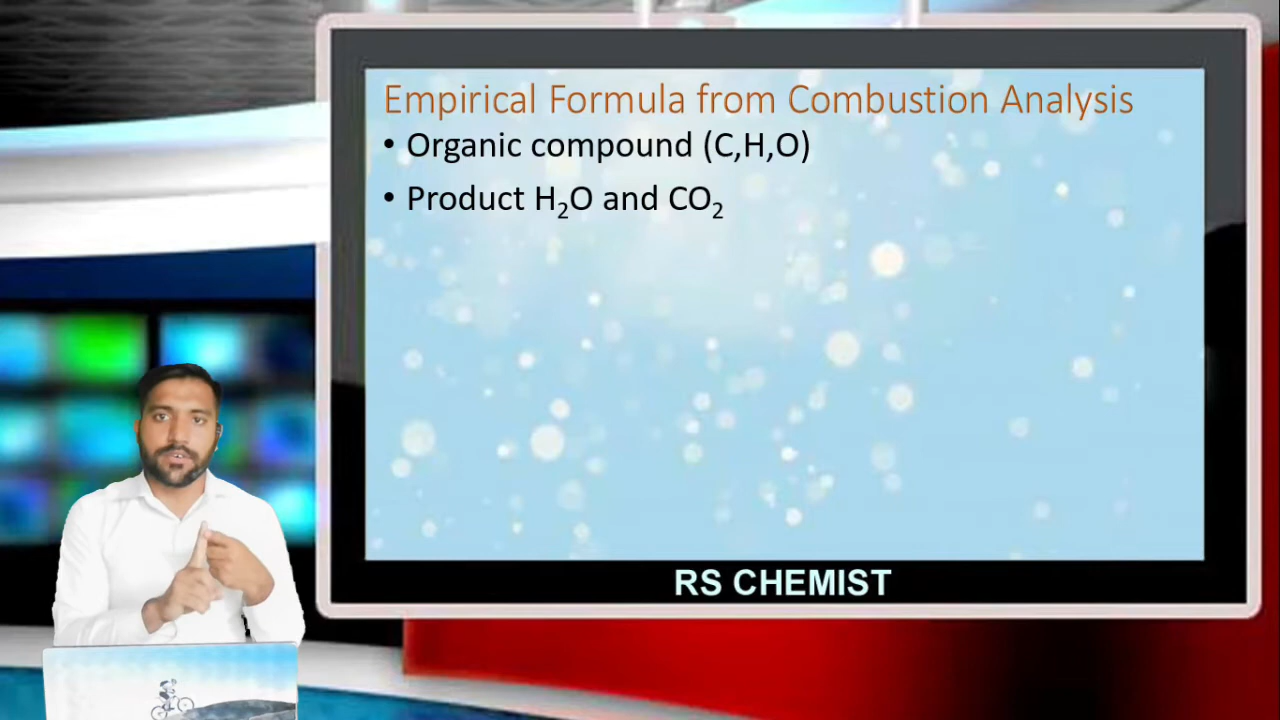 Empirical Formula from Combustion Analysis
• Organic compound (C,H,O)
• Product H₂O and CO₂
RS CHEMIST